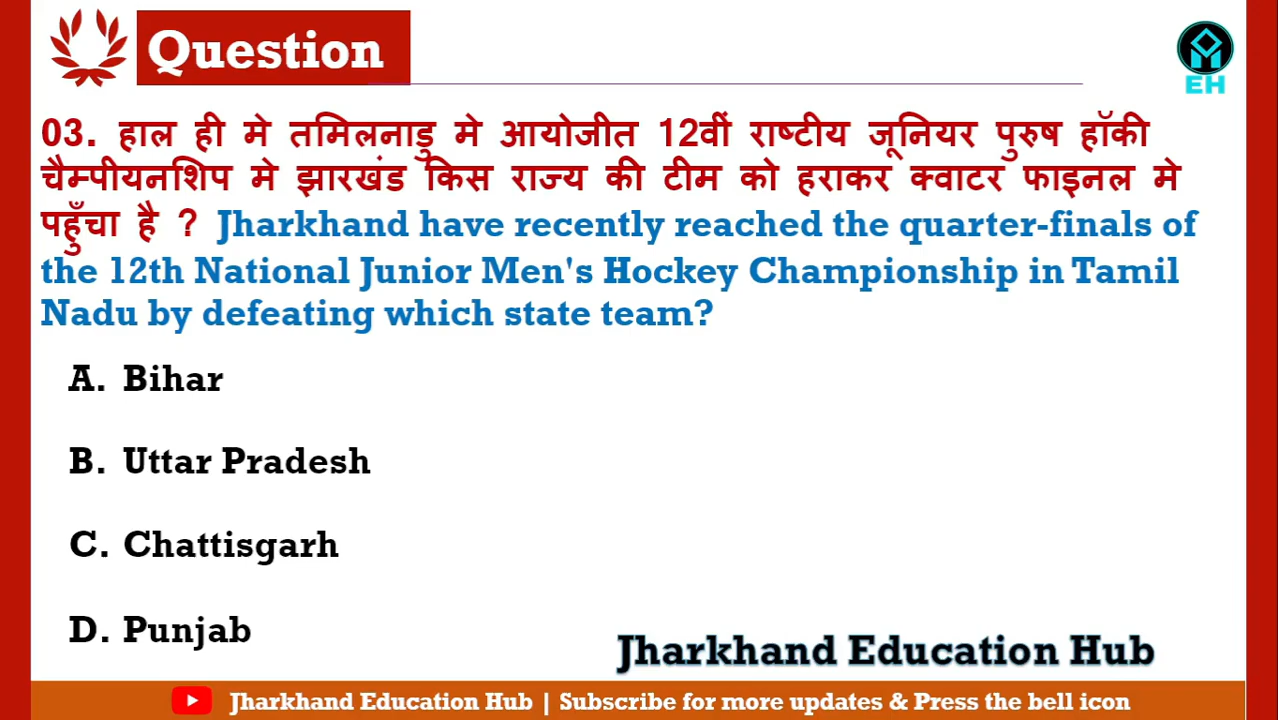 Question
EH
03. हाल ही मे तमिलनाडु मे आयोजीत 12वीं राष्टीय जूनियर पुरुष हॉकी
चैम्पीयनशिप मे झारखंड किस राज्य की टीम को हराकर क्वाटर फाइनल मे
पहुँचा है ? Jharkhand have recently reached the quarter-finals of
the 12th National Junior Men's Hockey Championship in Tamil
Nadu by defeating which state team?
A. Bihar
B. Uttar Pradesh
C. Chattisgarh
D. Punjab
Jharkhand Education Hub
Jharkhand Education Hub | Subscribe for more updates & Press the bell icon